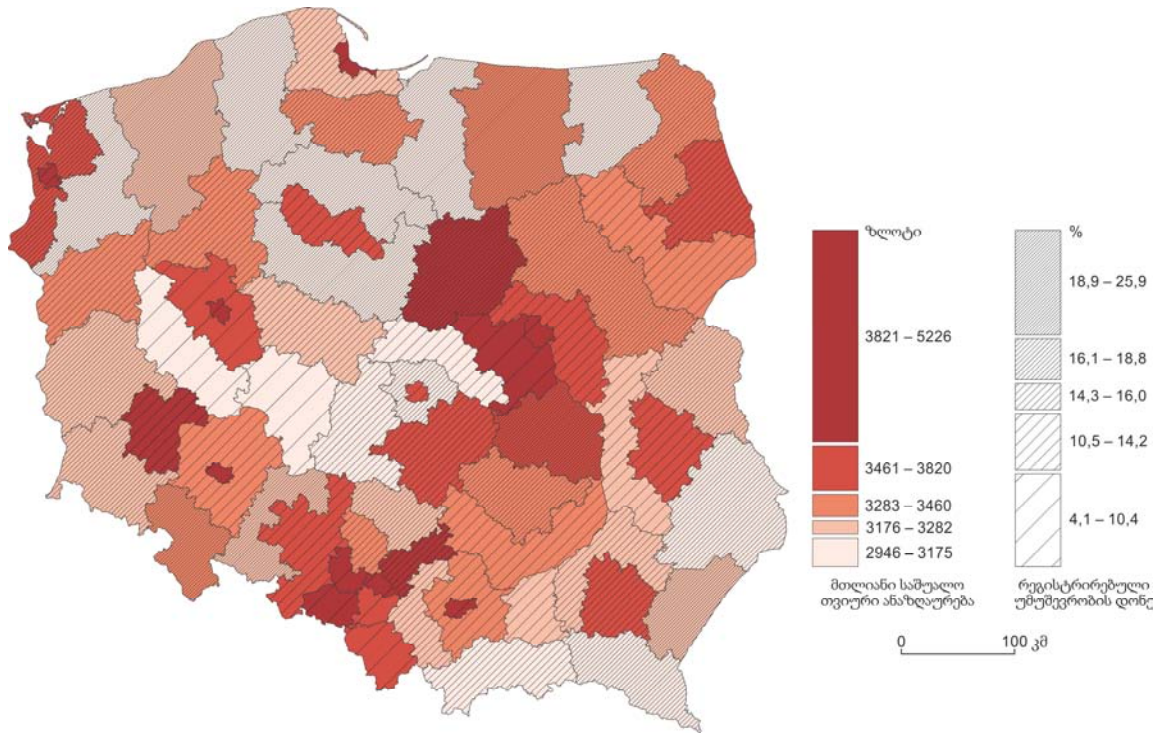 ზლოტი
3821 – 5226
3461 – 3820
3283 – 3460
3176 – 3282
2946 – 3175
მთლიანი საშუალო
თვიური ანაზღაურება
%
18,9 – 25,9
16,1 – 18,8
14,3 – 16,0
10,5 – 14,2
4,1 – 10,4
რეგისტრირებული
უმუშევრობის დონე
0 100 კმ